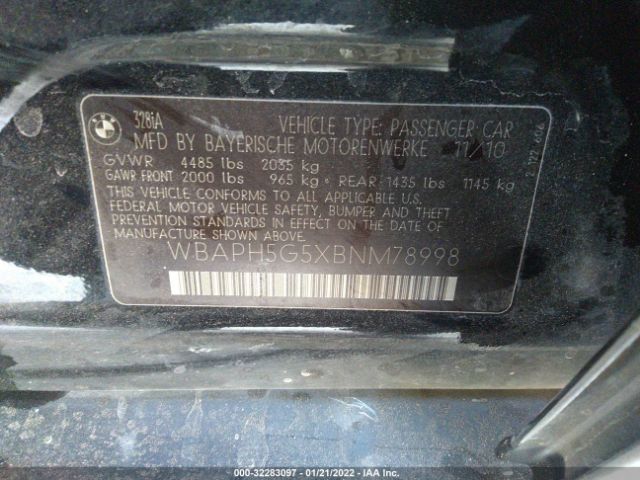 BMW
328iA
VEHICLE TYPE: PASSENGER CAR
MFD BY BAYERISCHE MOTORENWERKE 11/10
GVWR 4485 lbs 2035 kg
GAWR FRONT 2000 lbs 965 kg - REAR 1435 lbs 1145 kg
THIS VEHICLE CONFORMS TO ALL APPLICABLE
FEDERAL MOTOR VEHICLE SAFETY, BUMPER AND THEFT
PREVENTION STANDARDS IN EFFECT ON THE DATE OF
MANUFACTURE SHOWN ABOVE.
WBAPH5G5XBNM78998
000-32283097 - 01/21/2022 - IAA Inc.